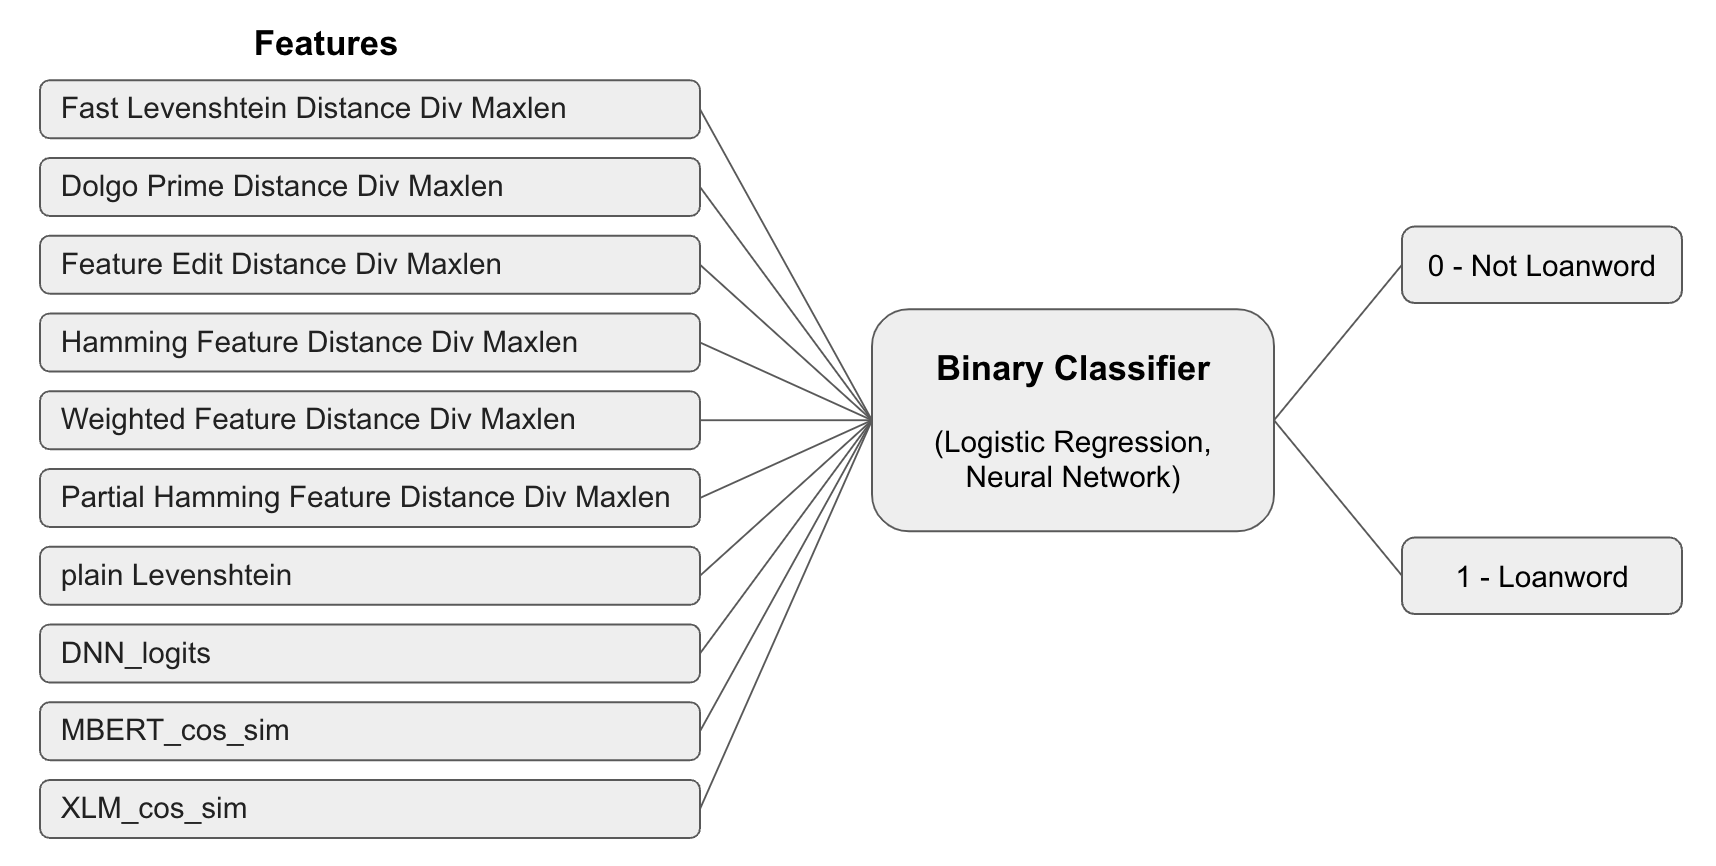 Features
Fast Levenshtein Distance Div Maxlen
Dolgo Prime Distance Div Maxlen
Feature Edit Distance Div Maxlen
Hamming Feature Distance Div Maxlen
Weighted Feature Distance Div Maxlen
Partial Hamming Feature Distance Div Maxlen
plain Levenshtein
DNN_logits
MBERT_cos_sim
XLM_cos_sim
Binary Classifier
(Logistic Regression,
Neural Network)
0 - Not Loanword
1 - Loanword